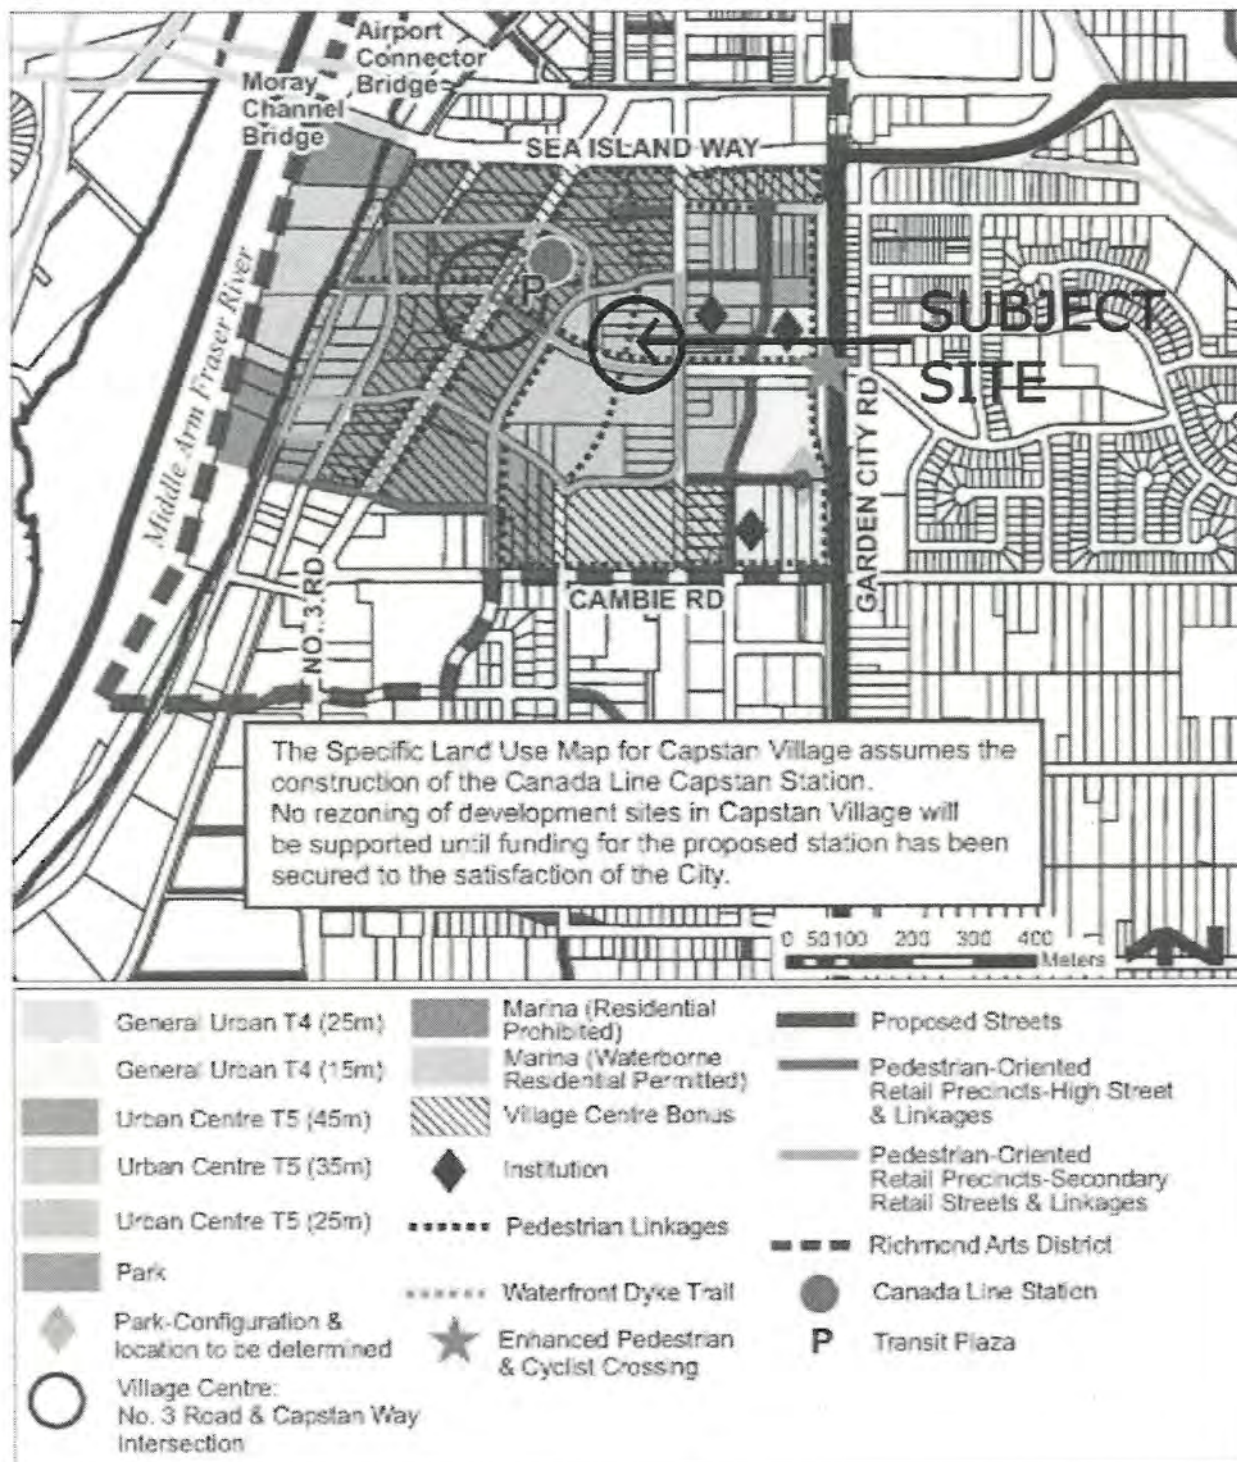 Airport
Connector
Bridge
Moray
Channel
Bridge
SEA ISLAND WAY
Middle Arm Fraser River
P
SUBJECT
SITE
GARDEN CITY RD
NO. 3 RD
CAMBIE RD
The Specific Land Use Map for Capstan Village assumes the
construction of the Canada Line Capstan Station.
No rezoning of development sites in Capstan Village will
be supported until funding for the proposed station has been
secured to the satisfaction of the City.
0 50 100 200 300 400
Meters
General Urban T4 (25m)
General Urban T4 (15m)
Urban Centre T5 (45m)
Urban Centre T5 (35m)
Urban Centre T5 (25m)
Park
Park-Configuration &
location to be determined
Village Centre:
No. 3 Road & Capstan Way
Intersection
Marina (Residential
Prohibited)
Marina (Waterborne
Residential Permitted)
Village Centre Bonus
Institution
Pedestrian Linkages
Waterfront Dyke Trail
Enhanced Pedestrian
& Cyclist Crossing
Proposed Streets
Pedestrian-Oriented
Retail Precincts-High Street
& Linkages
Pedestrian-Oriented
Retail Precincts-Secondary
Retail Streets & Linkages
Richmond Arts District
Canada Line Station
P Transit Plaza